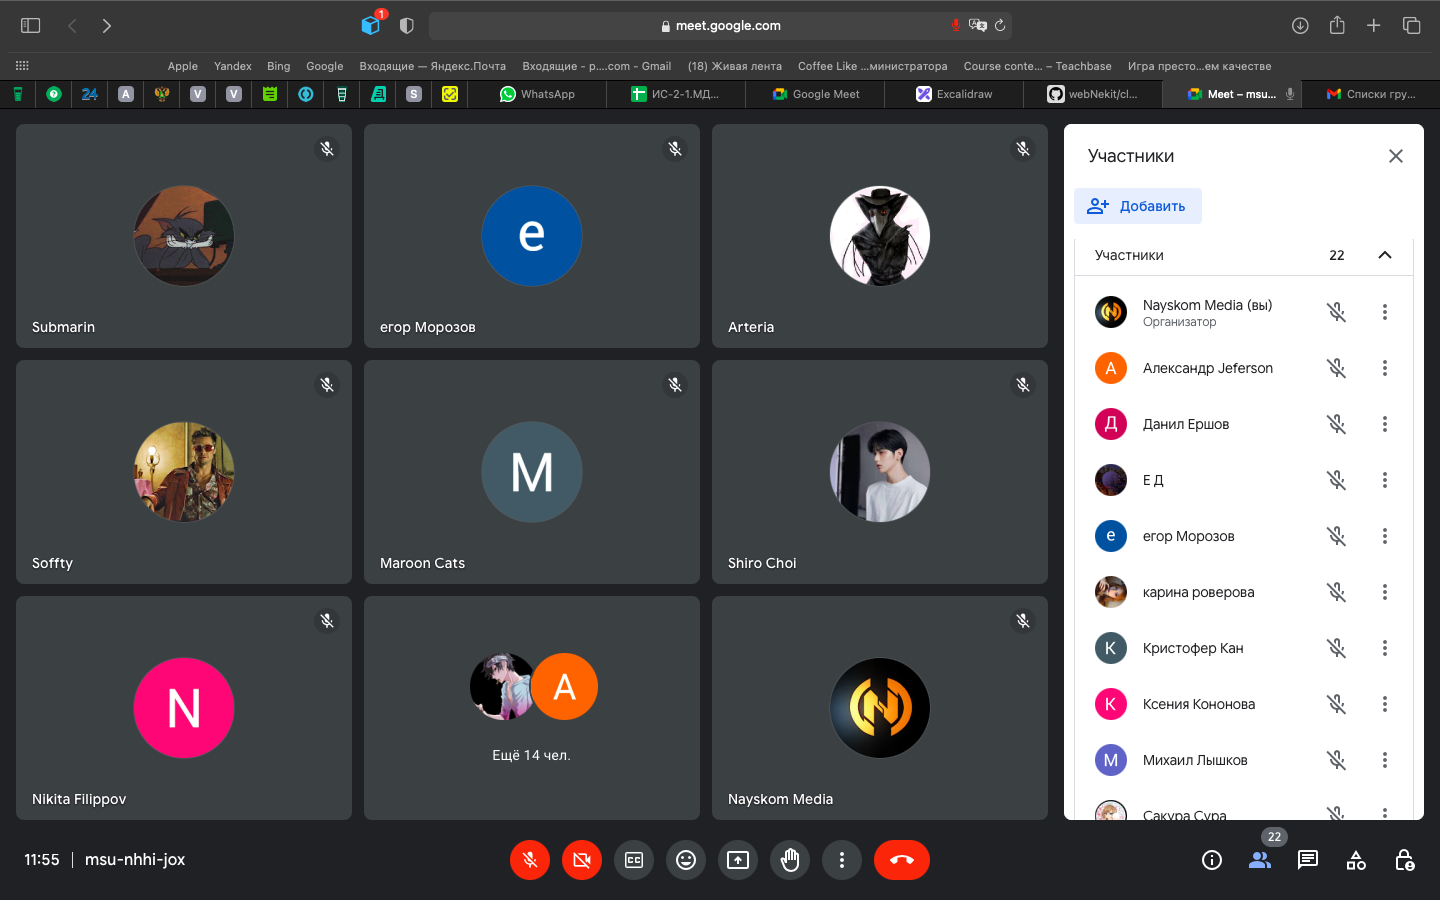 1
meet.google.com
Apple Yandex Bing Google Входящие — Яндекс.Почта Входящие - p....com - Gmail (18) Живая лента Coffee Like ...министратора Course conte... – Teachbase Игра престо...ем качестве
24 A V V S WhatsApp ИС-2-1.МД... Google Meet Excalidraw webNekit/cl... Meet – msu... Списки гру...
Submarin
e
егор Морозов
Arteria
Soffty
M
Maroon Cats
Shiro Choi
N
Nikita Filippov
A
Ещё 14 чел.
Nayskom Media
Участники
Добавить
Участники 22
Nayskom Media (вы)
Организатор
А Александр Jeferson
Д Данил Ершов
Е Д
е егор Морозов
карина роверова
К Кристофер Кан
К Ксения Кононова
М Михаил Лышков
Сакура Сура
11:55 msu-nhhi-jox
CC
22